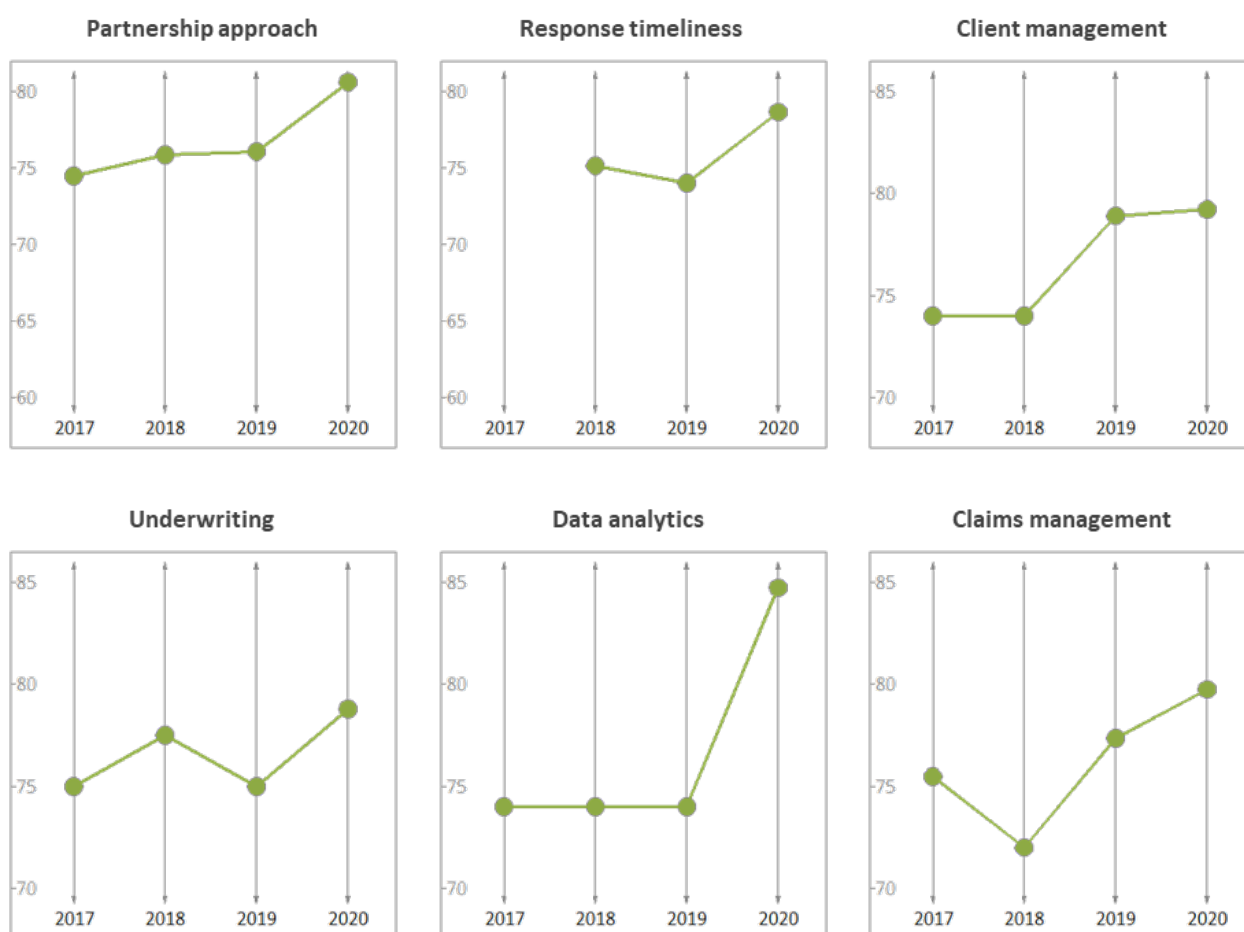 Partnership approach
80
75
70
65
60
2017 2018 2019 2020
Response timeliness
80
75
70
65
60
2017 2018 2019 2020
Client management
85
80
75
70
2017 2018 2019 2020
Underwriting
85
80
75
70
2017 2018 2019 2020
Data analytics
85
80
75
70
2017 2018 2019 2020
Claims management
85
80
75
70
2017 2018 2019 2020